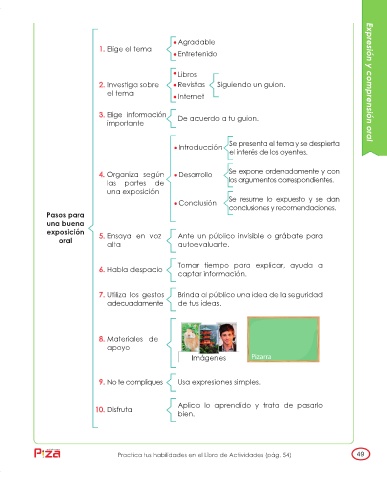 Expresión y comprensión oral
Pasos para
una buena
exposición
oral
1. Elige el tema
• Agradable
• Entretenido
2. Investiga sobre
el tema
• Libros
• Revistas
• Internet
Siguiendo un guion.
3. Elige información
importante
De acuerdo a tu guion.
4. Organiza según
las partes de
una exposición
• Introducción
Se presenta el tema y se despierta
el interés de los oyentes.
• Desarrollo
Se expone ordenadamente y con
los argumentos correspondientes.
• Conclusión
Se resume lo expuesto y se dan
conclusiones y recomendaciones.
5. Ensaya en voz
alta
Ante un público invisible o grábate para
autoevaluarte.
6. Habla despacio
Tomar tiempo para explicar, ayuda a
captar información.
7. Utiliza los gestos
adecuadamente
Brinda al público una idea de la seguridad
de tus ideas.
8. Materiales de
apoyo
Imágenes
Pizarra
9. No te compliques
Usa expresiones simples.
10. Disfruta
Aplica lo aprendido y trata de pasarlo
bien.
Practica tus habilidades en el Libro de Actividades (pág. 54)
49